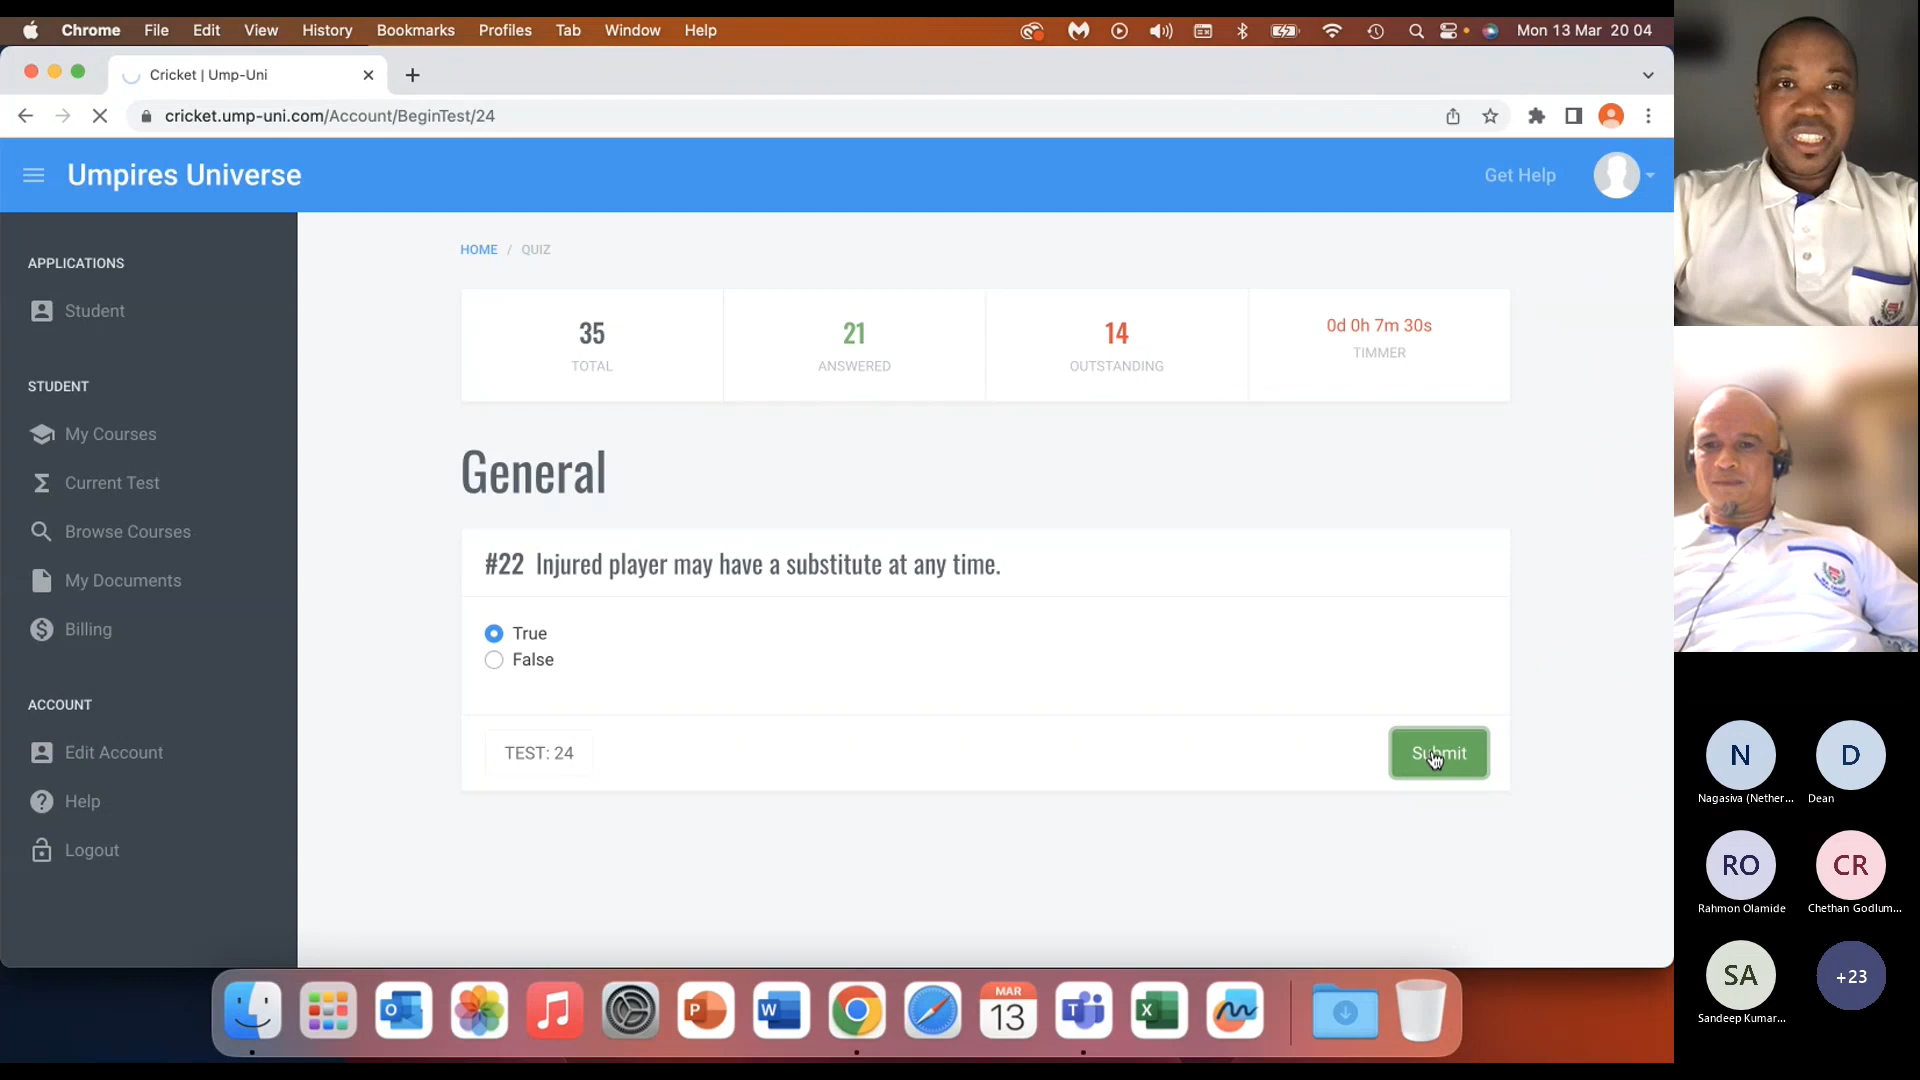 Chrome File Edit View History Bookmarks Profiles Tab Window Help Mon 13 Mar 20 04
Cricket | Ump-Uni
cricket.ump-uni.com/Account/BeginTest/24
Umpires Universe
Get Help
APPLICATIONS
Student
STUDENT
My Courses
Current Test
Browse Courses
My Documents
Billing
ACCOUNT
Edit Account
Help
Logout
HOME / QUIZ
35
TOTAL
21
ANSWERED
14
OUTSTANDING
0d 0h 7m 30s
TIMMER
General
#22 Injured player may have a substitute at any time.
True
False
TEST: 24
Submit
MAR
13
P
W
X
N
Nagasiva (Nether...
D
Dean
RO
Rahmon Olamide
CR
Chethan Godlum...
SA
Sandeep Kumar...
+23